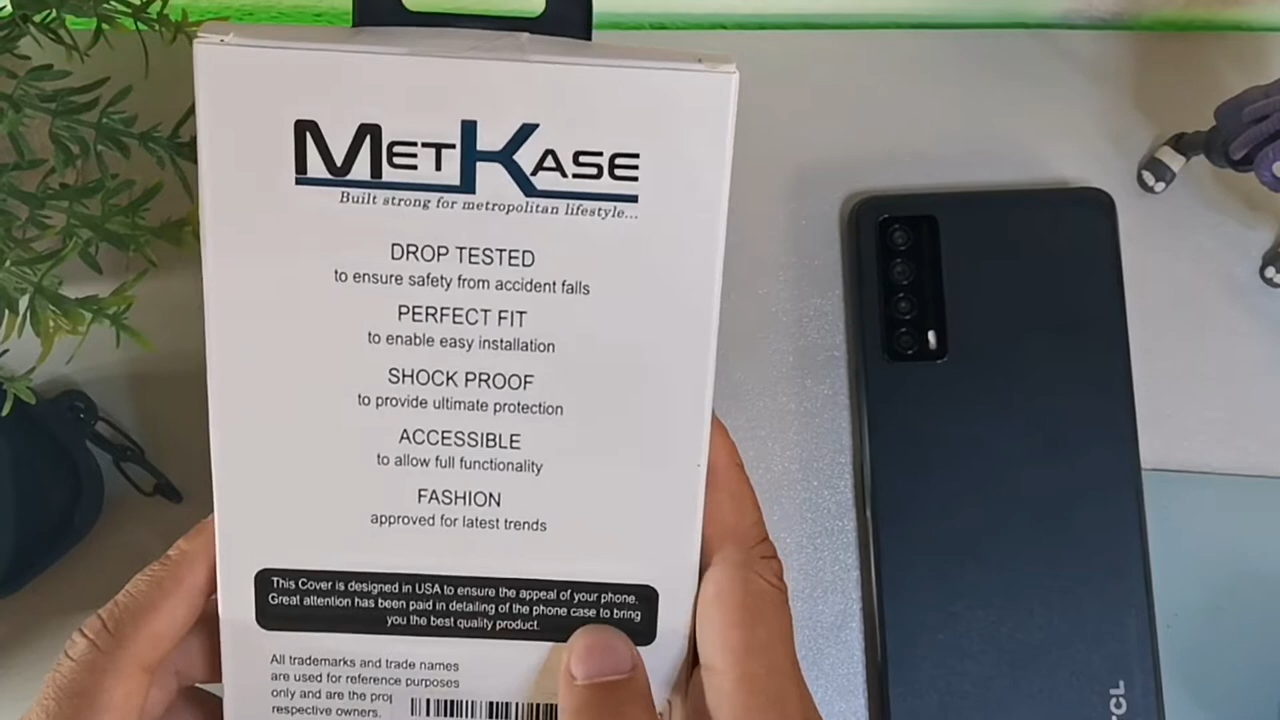 METKASE
Built strong for metropolitan lifestyle...
DROP TESTED
to ensure safety from accident falls
PERFECT FIT
to enable easy installation
SHOCK PROOF
to provide ultimate protection
ACCESSIBLE
to allow full functionality
FASHION
approved for latest trends
This Cover is designed in USA to ensure the appeal of your phone.
Great attention has been paid in detailing of the phone case to bring
you the best quality product.
All trademarks and trade names
are used for reference purposes
only and are the
respective owners.
TCL